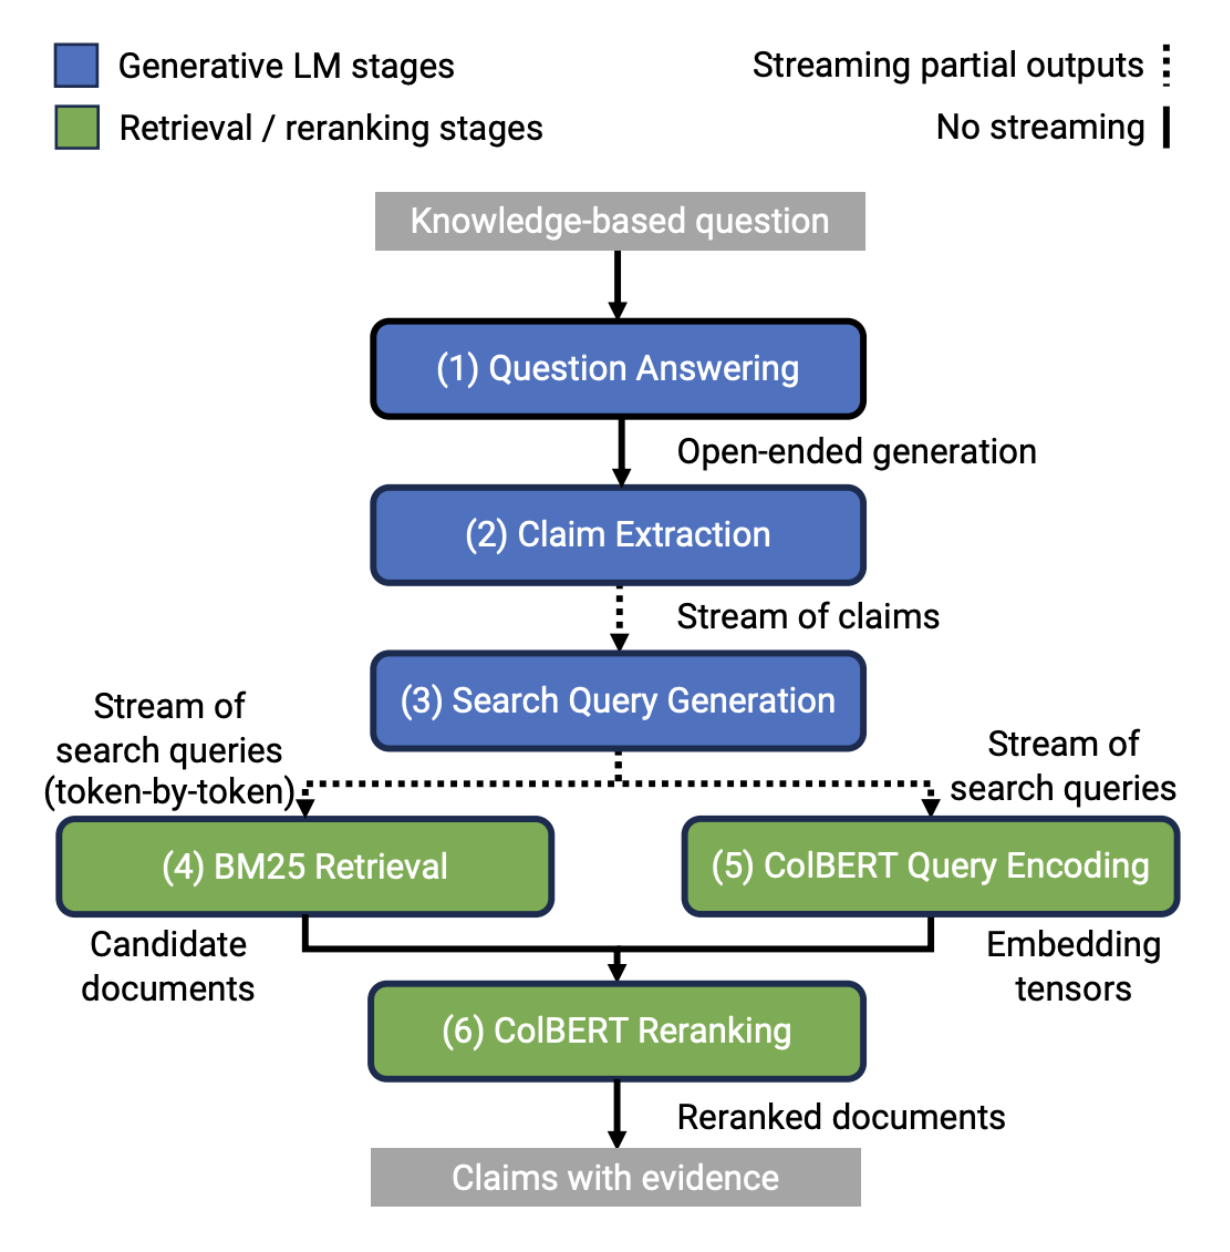 Generative LM stages
Retrieval / reranking stages
Streaming partial outputs
No streaming
Knowledge-based question
(1) Question Answering
Open-ended generation
(2) Claim Extraction
Stream of claims
(3) Search Query Generation
Stream of
search queries
(token-by-token)
Stream of
search queries
(4) BM25 Retrieval
(5) ColBERT Query Encoding
Candidate
documents
Embedding
tensors
(6) ColBERT Reranking
Reranked documents
Claims with evidence